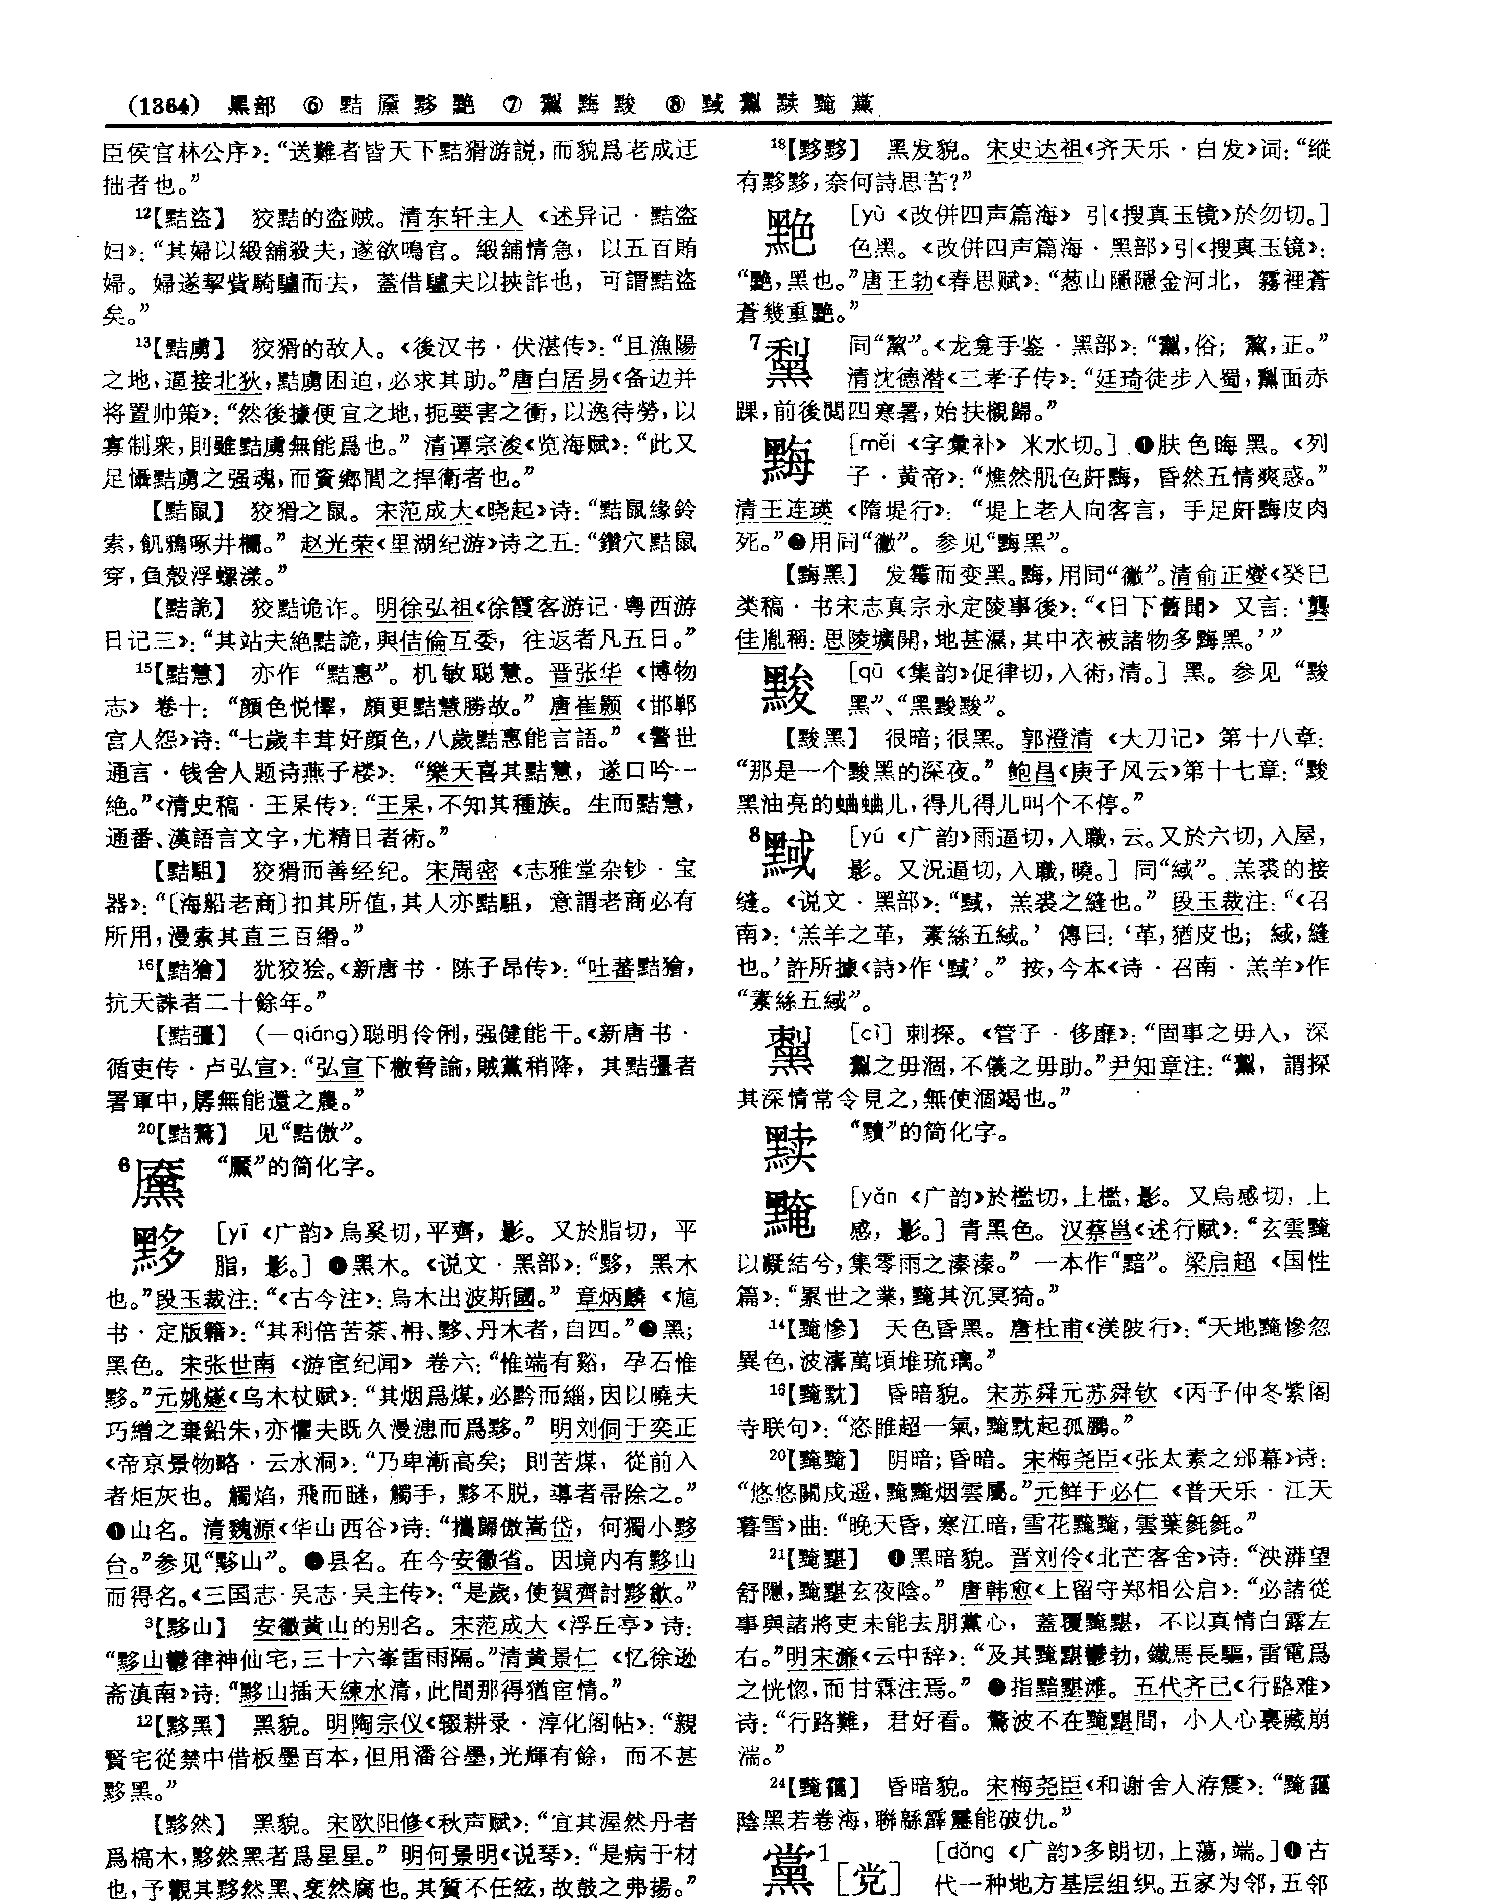 (1364) 黑部 ⑥ 黠 黡 黟 䵳 ⑦ 黧 䵟 黢 ⑧ 黬 䵩 黩 黤 黨
臣侯官林公序》：“送難者皆天下黠猾游説，而貌爲老成迂
拙者也。”
12【黠盗】 狡黠的盗贼。清东轩主人《述异记·黠盗
妇》：“其婦以緞舖殺夫，遂欲鳴官。緞舖情急，以五百賄
婦。婦遂挈貲騎驢而去，蓋借驢夫以挾詐也，可謂黠盜
矣。”
13【黠虜】 狡猾的敌人。《後汉书·伏湛传》：“且漁陽
之地，逼接北狄，黠虜困迫，必求其助。”唐白居易《备边并
将置帅策》：“然後據便宜之地，扼要害之衝，以逸待勞，以
寡制衆，則雖黠虜無能爲也。”清谭宗浚《览海赋》：“此又
足懾黠虜之强魂，而資鄉閭之捍衛者也。”
【黠鼠】 狡猾之鼠。宋范成大《晓起》诗：“黠鼠緣鈴
索，飢鴉啄井欄。”赵光荣《里湖纪游》诗之五：“鑽穴黠鼠
穿，負殼浮螺漾。”
【黠詭】 狡黠诡诈。明徐弘祖《徐霞客游记·粤西游
日记三》：“其站夫絶黠詭，與佶倫互委，往返者凡五日。”
15【黠慧】 亦作“黠惠”。机敏聪慧。晋张华《博物
志》卷十：“顔色悦懌，頗更黠慧勝故。”唐崔颢《邯郸
宫人怨》诗：“七歲丰茸好顔色，八歲黠惠能言語。”《警世
通言·钱舍人题诗燕子楼》：“樂天喜其黠慧，遂口吟一
絶。”《清史稿·王杲传》：“王杲，不知其種族。生而黠慧，
通番、漢語言文字，尤精日者術。”
【黠駔】 狡猾而善经纪。宋周密《志雅堂杂钞·宝
器》：“〔海船老商〕扣其所值，其人亦黠駔，意謂老商必有
所用，漫索其直三百緡。”
16【黠獪】 犹狡狯。《新唐书·陈子昂传》：“吐蕃黠獪，
抗天誅者二十餘年。”
【黠彊】 (—qiáng)聪明伶俐，强健能干。《新唐书·
循吏传·卢弘宣》：“弘宣下檄脅諭，賊黨稍降，其黠彊者
署軍中，孱無能還之農。”
20【黠驁】 见“黠傲”。
6黡 “黶”的简化字。
黟 [yī 《广韵》烏奚切，平齊，影。又於脂切，平
脂，影。] ❶黑木。《说文·黑部》：“黟，黑木
也。”段玉裁注：“《古今注》：烏木出波斯國。”章炳麟《訄
书·定版籍》：“其利倍苦荼、栩、黟、丹木者，自四。”❷黑；
黑色。宋张世南《游宦纪闻》卷六：“惟端有谿，孕石惟
黟。”元姚燧《乌木杖赋》：“其烟爲煤，必黔而緇，因以曉夫
巧繒之棄鉛朱，亦懼夫既久漫漶而爲黟。”明刘侗于奕正
《帝京景物略·云水洞》：“乃卑漸高矣；則苦煤，從前入
者炬灰也。觸焰，飛而瞇，觸手，黟不脱，導者帚除之。”
❶山名。清魏源《华山西谷》诗：“攜歸傲嵩岱，何獨小黟
台。”参见“黟山”。❹县名。在今安徽省。因境内有黟山
而得名。《三国志·吴志·吴主传》：“是歲，使賀齊討黟歙。”
3【黟山】 安徽黄山的别名。宋范成大《浮丘亭》诗：
“黟山鬱律神仙宅，三十六峯雷雨隔。”清黄景仁《忆徐逊
斋滇南》诗：“黟山插天練水清，此間那得猶宦情。”
12【黟黑】 黑貌。明陶宗仪《辍耕录·淳化阁帖》：“親
賢宅從禁中借板墨百本，但用潘谷墨，光輝有餘，而不甚
黟黑。”
【黟然】 黑貌。宋欧阳修《秋声赋》：“宜其渥然丹者
爲槁木，黟然黑者爲星星。”明何景明《说琴》：“是病于材
也，予觀其黟然黑、袤然腐也。其質不任絃，故鼓之弗揚。”
18【黟黟】 黑发貌。宋史达祖《齐天乐·白发》词：“縱
有黟黟，奈何詩思苦？”
䵳 [yù 《改併四声篇海》引《搜真玉镜》於勿切。]
色黑。《改併四声篇海·黑部》引《搜真玉镜》：
“䵳，黑也。”唐王勃《春思赋》：“葱山隱隱金河北，霧裡蒼
蒼幾重䵳。”
7 同“黧”。《龙龛手鉴·黑部》：“，俗；黧，正。”
清沈德潜《三孝子传》：“廷琦徒步入蜀，面赤
踝，前後閲四寒暑，始扶櫬歸。”
䵟 [měi 《字彙补》米水切。] ❶肤色晦黑。《列
子·黄帝》：“燋然肌色皯䵟，昏然五情爽惑。”
清王连瑛《隋堤行》：“堤上老人向客言，手足皯䵟皮肉
死。”❷用同“黴”。参见“䵟黑”。
【䵟黑】 发霉而变黑。䵟，用同“黴”。清俞正燮《癸巳
类稿·书宋志真宗永定陵事後》：“《日下舊聞》又言：‘龔
佳胤稱：思陵壙開，地甚濕，其中衣被諸物多䵟黑。’”
黢 [qū 《集韵》促律切，入術，清。] 黑。参见“黢
黑”、“黑黢黢”。
【黢黑】 很暗；很黑。郭澄清《大刀记》第十八章：
“那是一个黢黑的深夜。”鲍昌《庚子风云》第十七章：“黢
黑油亮的蛐蛐儿，得儿得儿叫个不停。”
8 [yú 《广韵》雨逼切，入職，云。又於六切，入屋，
影。又況逼切，入職，曉。] 同“緎”。羔裘的接
缝。《说文·黑部》：“，羔裘之縫也。”段玉裁注：“《召
南》：‘羔羊之革，素絲五緎。’傳曰：‘革，猶皮也；緎，縫
也。’許所據《詩》作‘’。”按，今本《诗·召南·羔羊》作
“素絲五緎”。
[cì] 刺探。《管子·侈靡》：“固事之毋入，深
之毋涸，不儀之毋助。”尹知章注：“，謂探
其深情常令見之，無使涸竭也。”
黩 “黷”的简化字。
黤 [yǎn 《广韵》於檻切，上檻，影。又烏感切，上
感，影。] 青黑色。汉蔡邕《述行赋》：“玄雲黤
以凝結兮，集零雨之溱溱。”一本作“黯”。梁启超《国性
篇》：“累世之業，黤其沉冥猗。”
14【黤慘】 天色昏黑。唐杜甫《渼陂行》：“天地黤慘忽
異色，波濤萬頃堆琉璃。”
16【黤黕】 昏暗貌。宋苏舜元苏舜钦《丙子仲冬紫阁
寺联句》：“恣睢超一氣，黤黕起孤鵬。”
20【黤黤】 阴暗；昏暗。宋梅尧臣《张太素之邠幕》诗：
“悠悠關戍遥，黤黤烟雲屬。”元鲜于必仁《普天乐·江天
暮雪》曲：“晚天昏，寒江暗，雪花黤黤，雲葉毵毵。”
21【黤黮】 ❶黑暗貌。晋刘伶《北芒客舍》诗：“泱漭望
舒隱，黤黮玄夜陰。”唐韩愈《上留守郑相公启》：“必諸從
事與諸將吏未能去朋黨心，蓋覆黤黮，不以真情白露左
右。”明宋濂《云中辞》：“及其黤黮鬱勃，鐵馬長驅，雷電爲
之恍惚，而甘霖注焉。”❷指黯黮滩。五代齐己《行路难》
诗：“行路難，君好看。驚波不在黤黮間，小人心裏藏崩
湍。”
24【黤靄】 昏暗貌。宋梅尧臣《和谢舍人洊震》：“黤靄
陰黑若卷海，聯緜霹靂能破仇。”
黨1[党] [dǎng 《广韵》多朗切，上蕩，端。]❶古
代一种地方基层组织。五家为邻，五邻